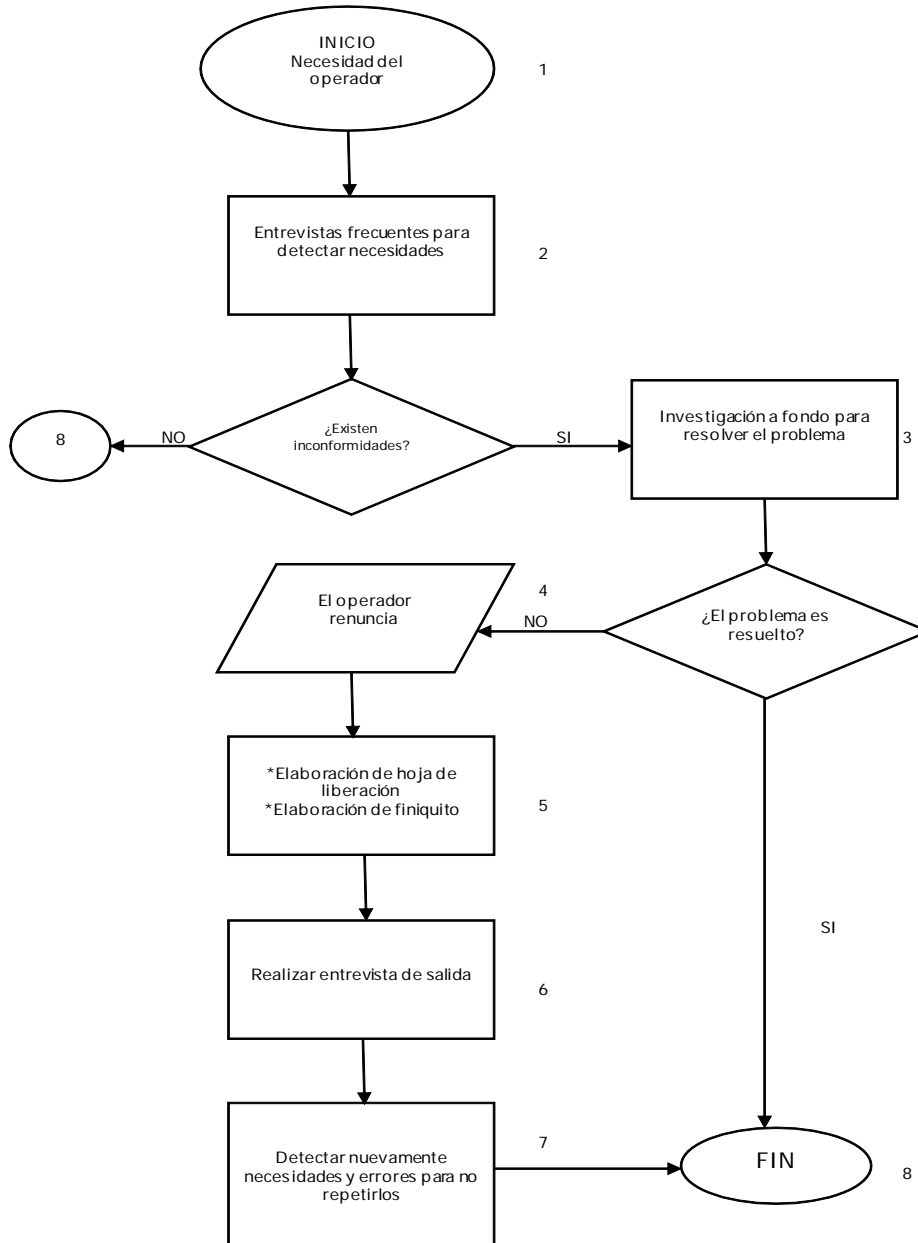 INICIO
Necesidad del
operador
1
Entrevistas frecuentes para
detectar necesidades
2
¿Existen
inconformidades?
NO
8
SI
Investigación a fondo para
resolver el problema
3
¿El problema es
resuelto?
NO
4
El operador
renuncia
*Elaboración de hoja de
liberación
*Elaboración de finiquito
5
SI
Realizar entrevista de salida
6
Detectar nuevamente
necesidades y errores para no
repetirlos
7
FIN
8